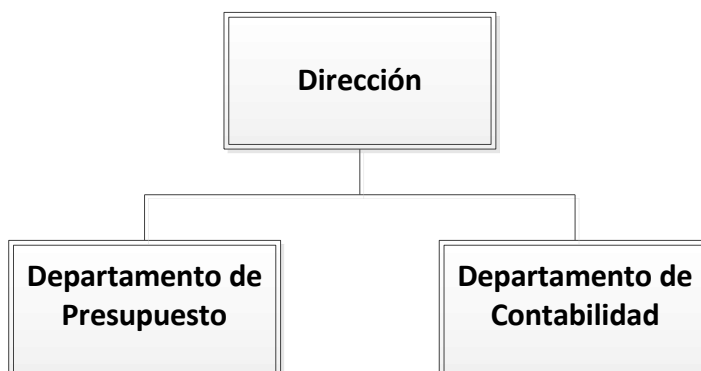 Dirección
Departamento de
Presupuesto
Departamento de
Contabilidad